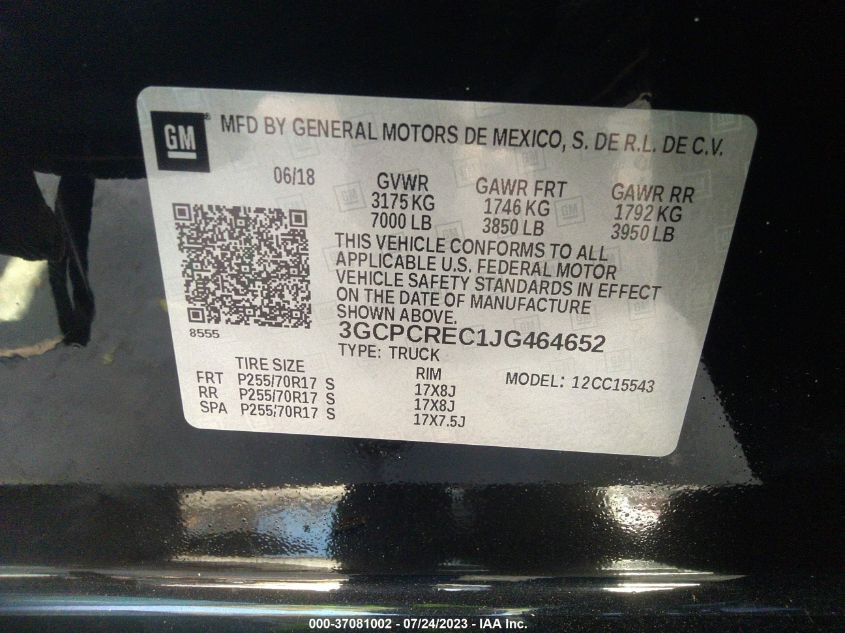 GM ® MFD BY GENERAL MOTORS DE MEXICO, S. DE R.L. DE C.V.
06/18
GVWR GAWR FRT GAWR RR
3175 KG 1746 KG 1792 KG
7000 LB 3850 LB 3950 LB
THIS VEHICLE CONFORMS TO ALL
APPLICABLE U.S. FEDERAL MOTOR
VEHICLE SAFETY STANDARDS IN EFFECT
ON THE DATE OF MANUFACTURE
SHOWN ABOVE.
8555
3GCPCREC1JG464652
TYPE: TRUCK
TIRE SIZE RIM MODEL: 12CC15543
FRT P255/70R17 S 17X8J
RR P255/70R17 S 17X8J
SPA P255/70R17 S 17X7.5J
000-37081002 - 07/24/2023 - IAA Inc.